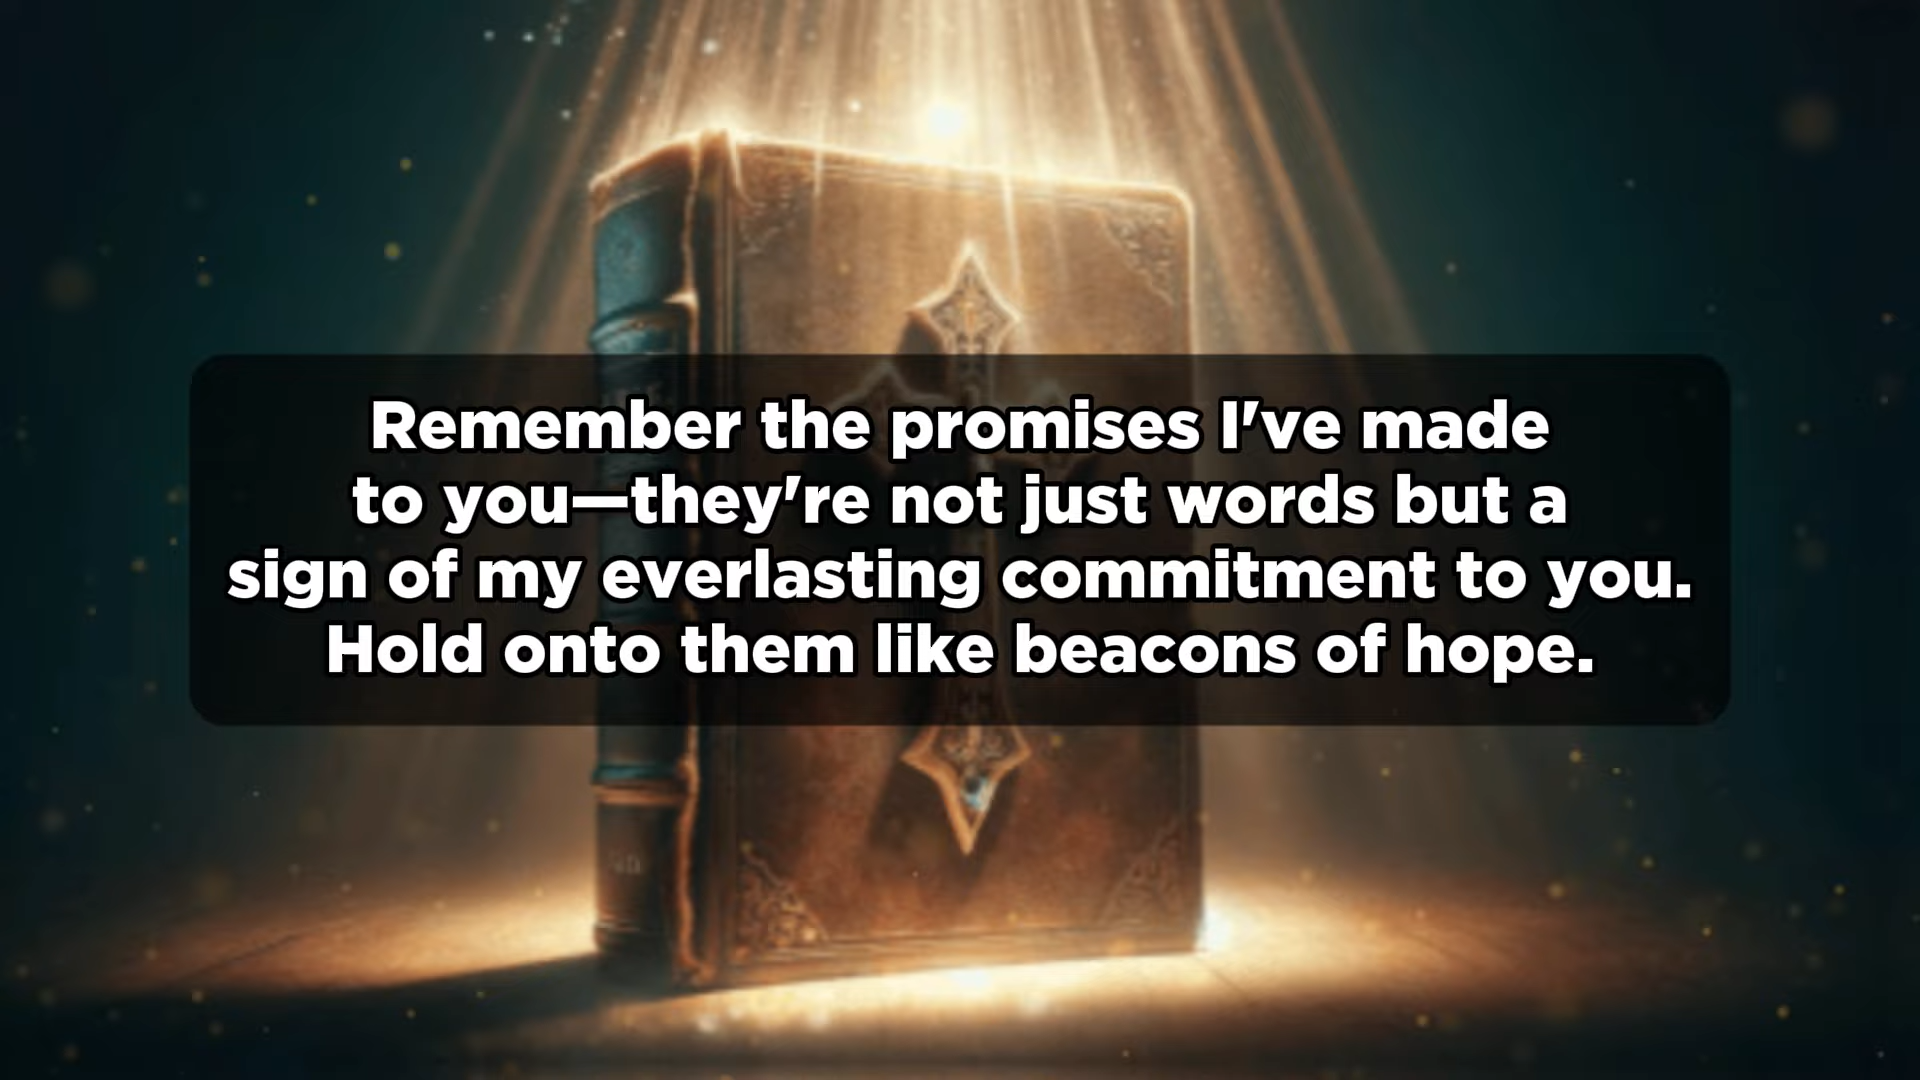 Remember the promises I've made
to you—they're not just words but a
sign of my everlasting commitment to you.
Hold onto them like beacons of hope.